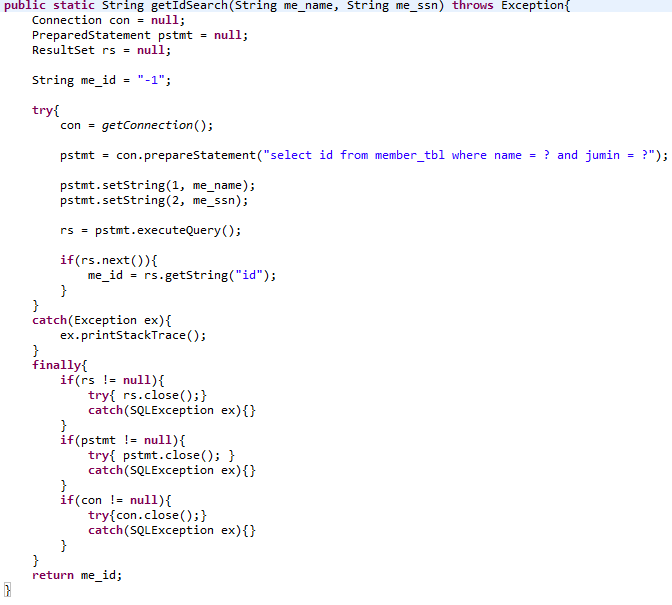 public static String getIdSearch(String me_name, String me_ssn) throws Exception{
    Connection con = null;
    PreparedStatement pstmt = null;
    ResultSet rs = null;

    String me_id = "-1";

    try{
        con = getConnection();

        pstmt = con.prepareStatement("select id from member_tbl where name = ? and jumin = ?");

        pstmt.setString(1, me_name);
        pstmt.setString(2, me_ssn);

        rs = pstmt.executeQuery();

        if(rs.next()){
            me_id = rs.getString("id");
        }
    }
    catch(Exception ex){
        ex.printStackTrace();
    }
    finally{
        if(rs != null){
            try{ rs.close();}
            catch(SQLException ex){}
        }
        if(pstmt != null){
            try{ pstmt.close(); }
            catch(SQLException ex){}
        }
        if(con != null){
            try{con.close();}
            catch(SQLException ex){}
        }
    }
    return me_id;
}